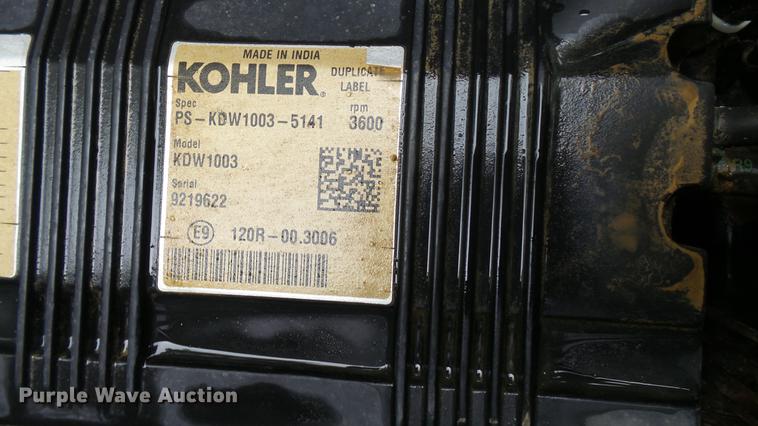 MADE IN INDIA
KOHLER® DUPLICATE LABEL
Spec rpm
PS-KDW1003-5141 3600
Model
KDW1003
Serial
9219622
E9 120R-00.3006
R9
Purple Wave Auction